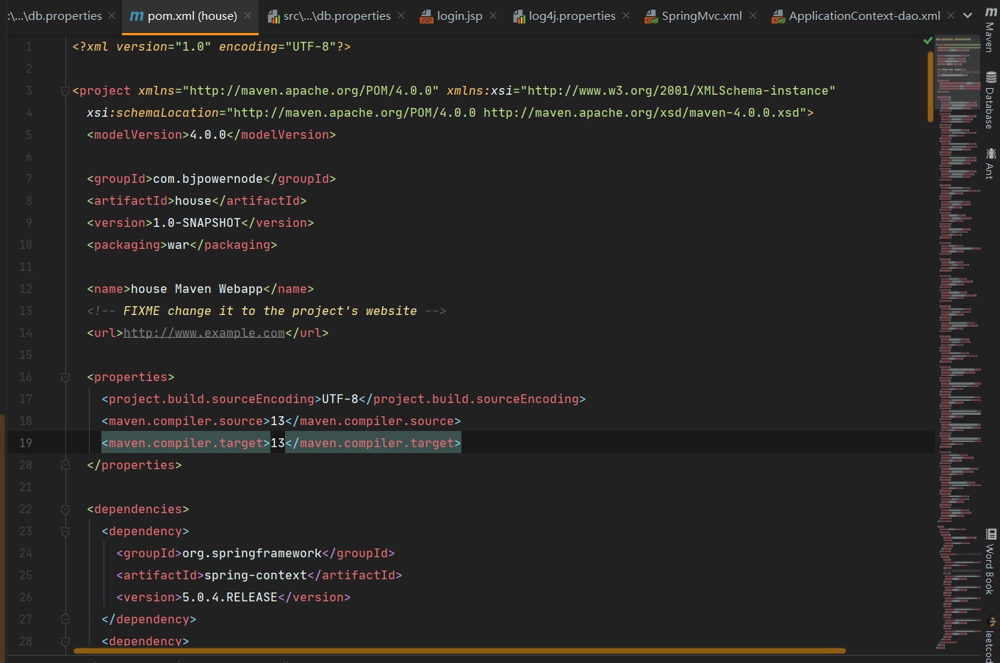 :\...\db.properties
pom.xml (house)
src\...\db.properties
login.jsp
log4j.properties
SpringMvc.xml
ApplicationContext-dao.xml
Maven
Database
Ant
Word Book
leetcod
1 <?xml version="1.0" encoding="UTF-8"?>
2
3 <project xmlns="http://maven.apache.org/POM/4.0.0" xmlns:xsi="http://www.w3.org/2001/XMLSchema-instance"
4 xsi:schemaLocation="http://maven.apache.org/POM/4.0.0 http://maven.apache.org/xsd/maven-4.0.0.xsd">
5 <modelVersion>4.0.0</modelVersion>
6
7 <groupId>com.bjpowernode</groupId>
8 <artifactId>house</artifactId>
9 <version>1.0-SNAPSHOT</version>
10 <packaging>war</packaging>
11
12 <name>house Maven Webapp</name>
13 <!-- FIXME change it to the project's website -->
14 <url>http://www.example.com</url>
15
16 <properties>
17 <project.build.sourceEncoding>UTF-8</project.build.sourceEncoding>
18 <maven.compiler.source>13</maven.compiler.source>
19 <maven.compiler.target>13</maven.compiler.target>
20 </properties>
21
22 <dependencies>
23 <dependency>
24 <groupId>org.springframework</groupId>
25 <artifactId>spring-context</artifactId>
26 <version>5.0.4.RELEASE</version>
27 </dependency>
28 <dependency>